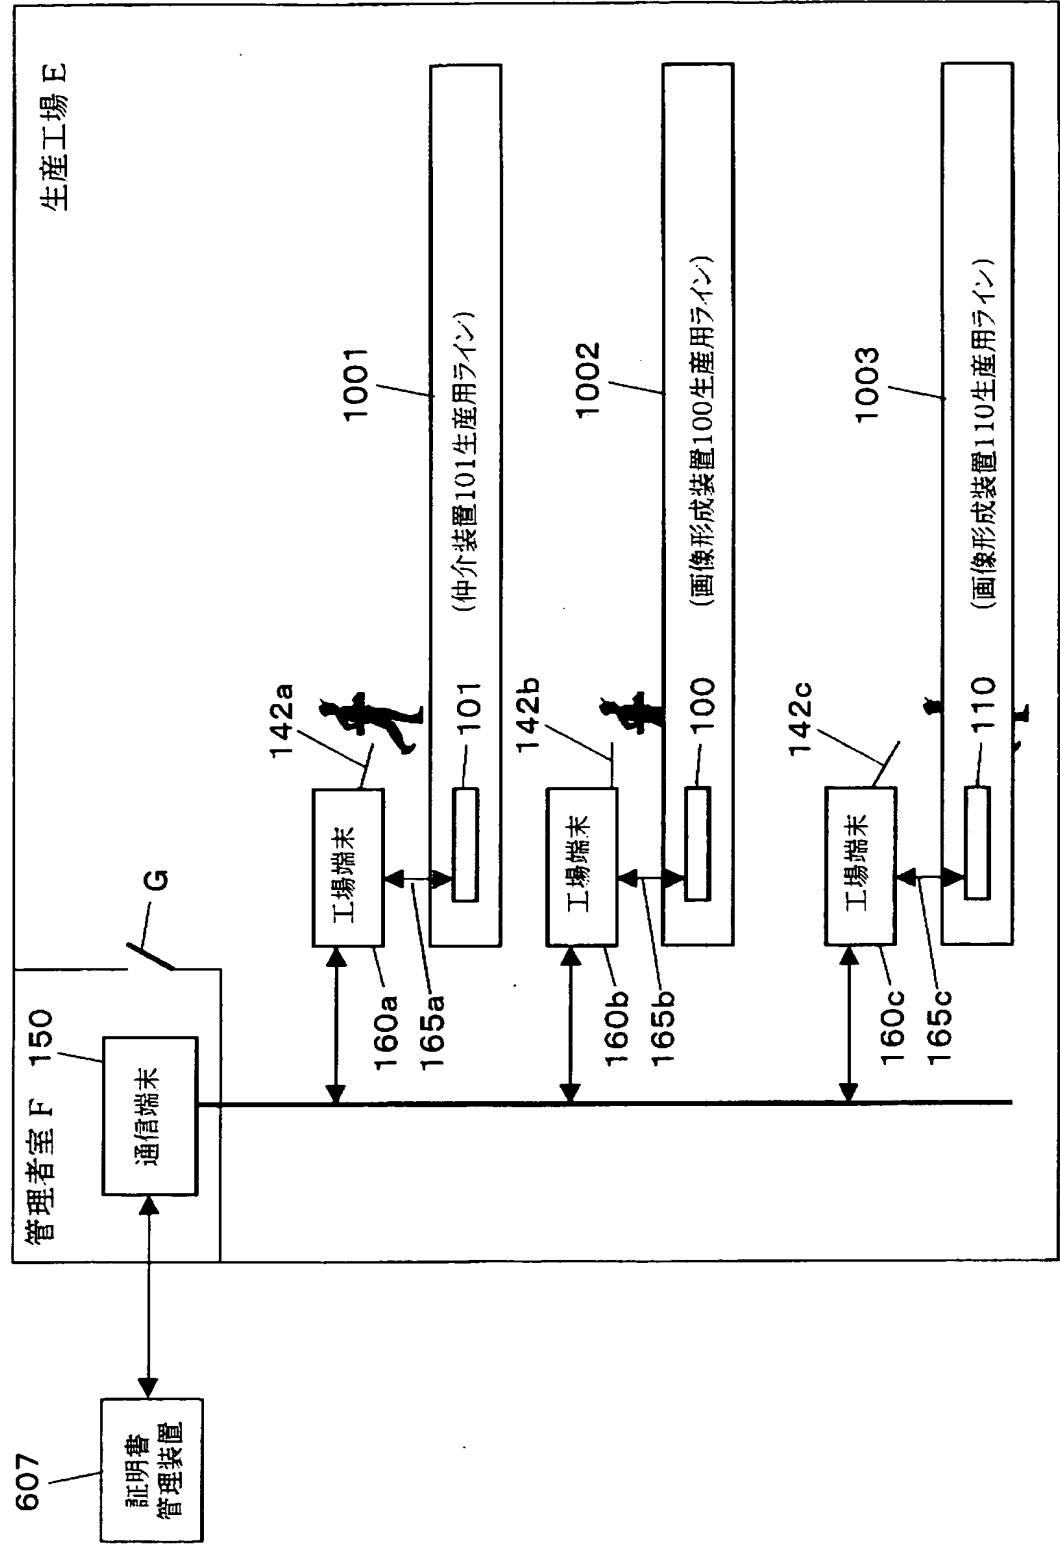 607
証明書
管理装置
管理者室 F
150
通信端末
G
生産工場 E
142a
工場端末
160a
165a
101
1001
(仲介装置101生産用ライン)
142b
工場端末
160b
165b
100
1002
(画像形成装置100生産用ライン)
142c
工場端末
160c
165c
110
1003
(画像形成装置110生産用ライン)